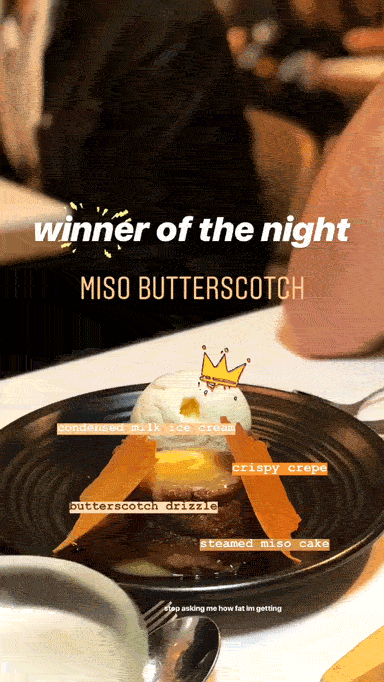 winner of the night
MISO BUTTERSCOTCH
condensed milk ice cream
crispy crepe
butterscotch drizzle
steamed miso cake
stop asking me how fat im getting